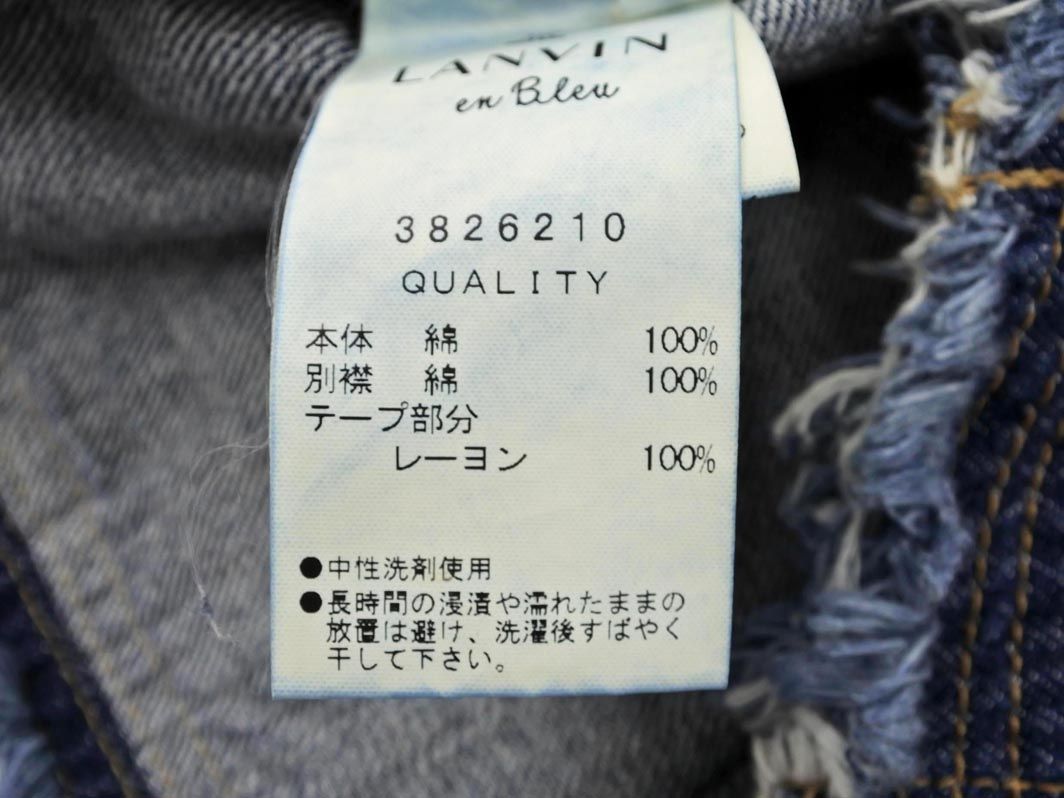 LANVIN
en Bleu
3826210
QUALITY
本体 綿 100%
別襟 綿 100%
テープ部分
レーヨン 100%
●中性洗剤使用
●長時間の浸漬や濡れたままの
放置は避け、洗濯後すばやく
干して下さい。